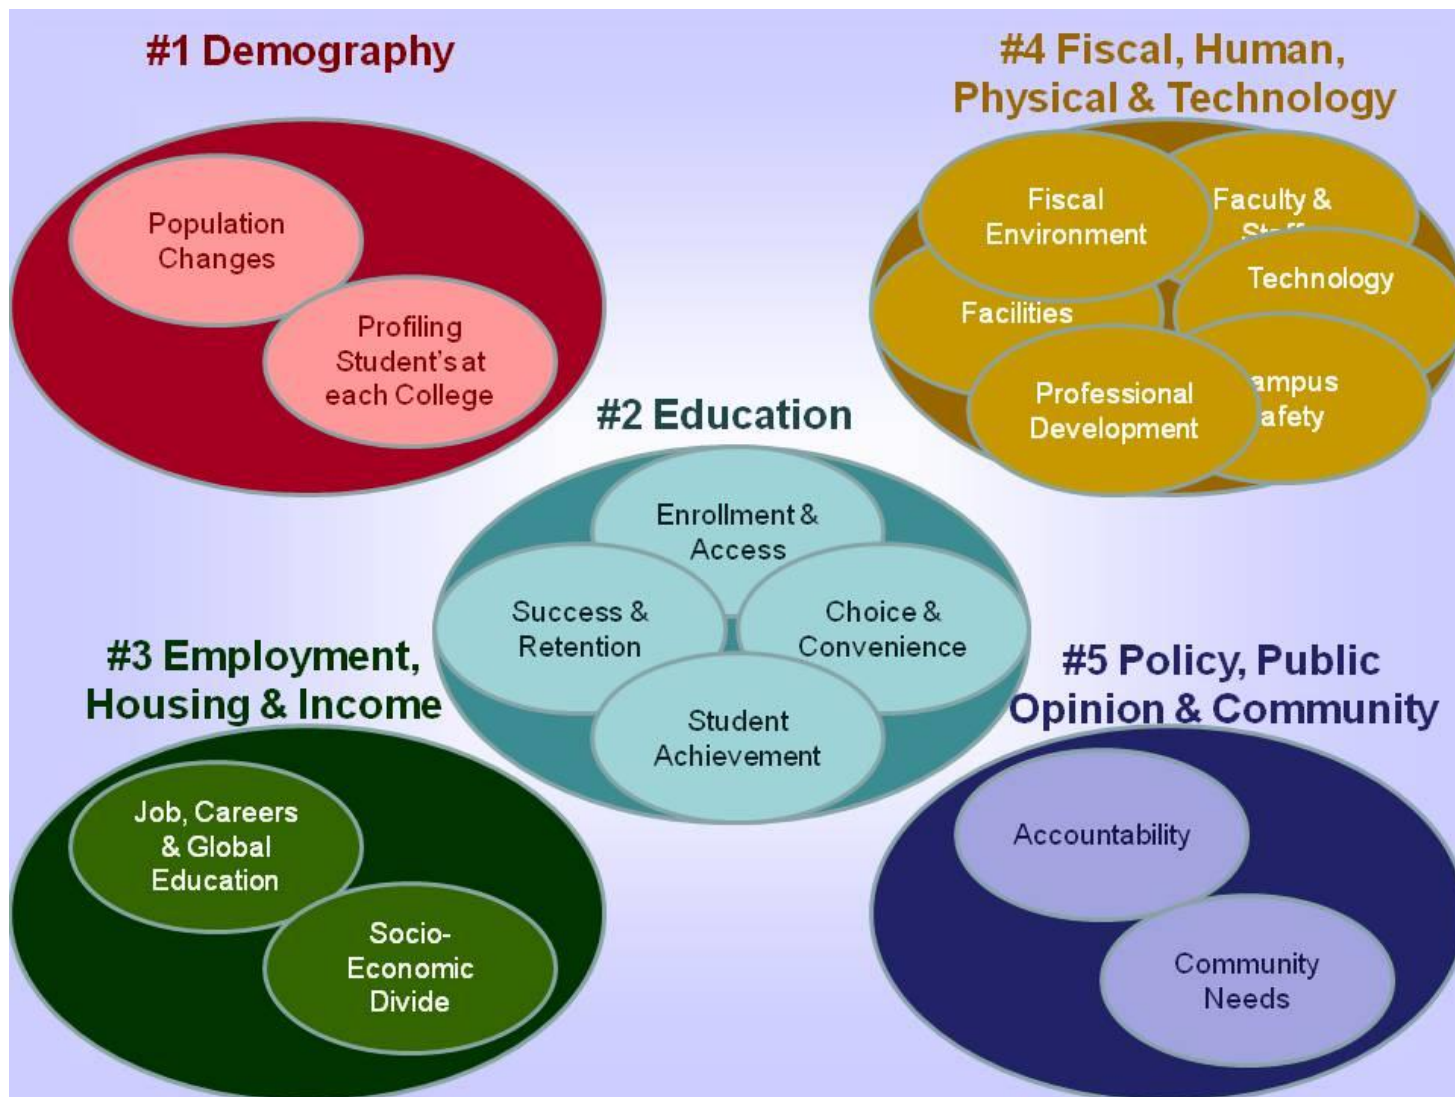 #1 Demography
Population
Changes
Profiling
Student's at
each College
#2 Education
Enrollment &
Access
Success &
Retention
Choice &
Convenience
Student
Achievement
#3 Employment,
Housing & Income
Job, Careers
& Global
Education
Socio-
Economic
Divide
#4 Fiscal, Human,
Physical & Technology
Fiscal
Environment
Faculty &
Staff
Technology
Facilities
Professional
Development
ampus
afety
#5 Policy, Public
Opinion & Community
Accountability
Community
Needs